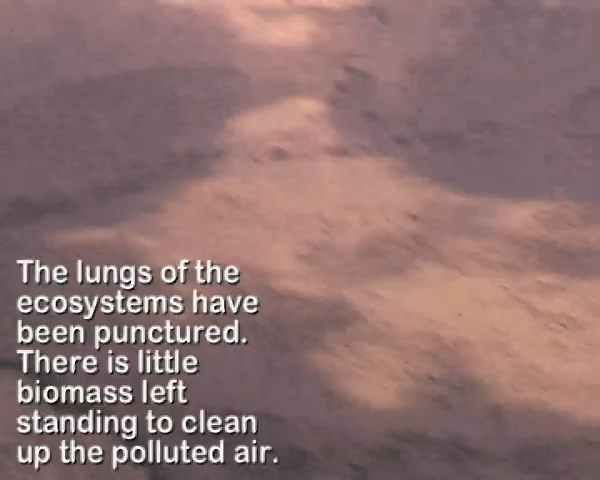 The lungs of the
ecosystems have
been punctured.
There is little
biomass left
standing to clean
up the polluted air.